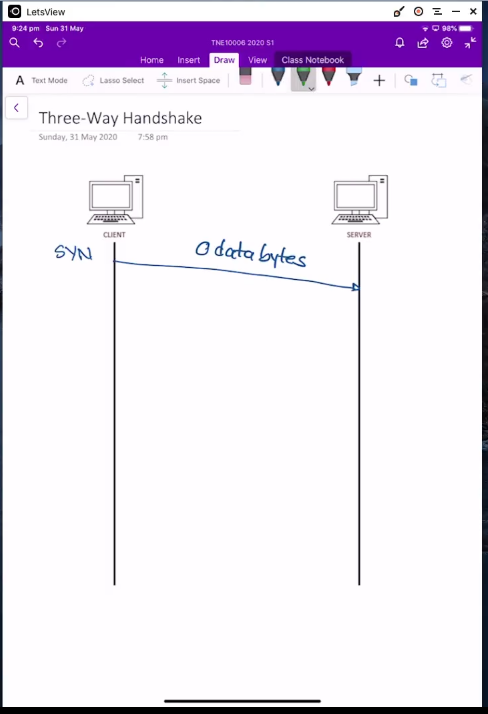 LetsView
9:24 pm Sun 31 May
98%
TNE10006 2020 S1
Home Insert Draw View Class Notebook
A Text Mode Lasso Select Insert Space
Three-Way Handshake
Sunday, 31 May 2020 7:58 pm
CLIENT SERVER
SYN 0 data bytes